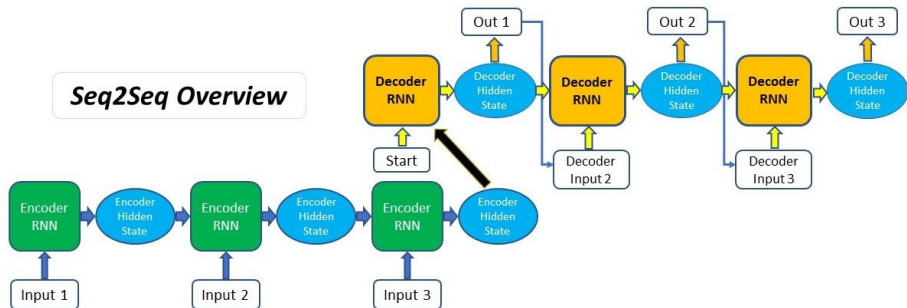 Seq2Seq Overview
Out 1
Out 2
Out 3
Decoder
RNN
Decoder
Hidden
State
Decoder
RNN
Decoder
Hidden
State
Decoder
RNN
Decoder
Hidden
State
Start
Decoder
Input 2
Decoder
Input 3
Encoder
RNN
Encoder
Hidden
State
Encoder
RNN
Encoder
Hidden
State
Encoder
RNN
Encoder
Hidden
State
Input 1
Input 2
Input 3